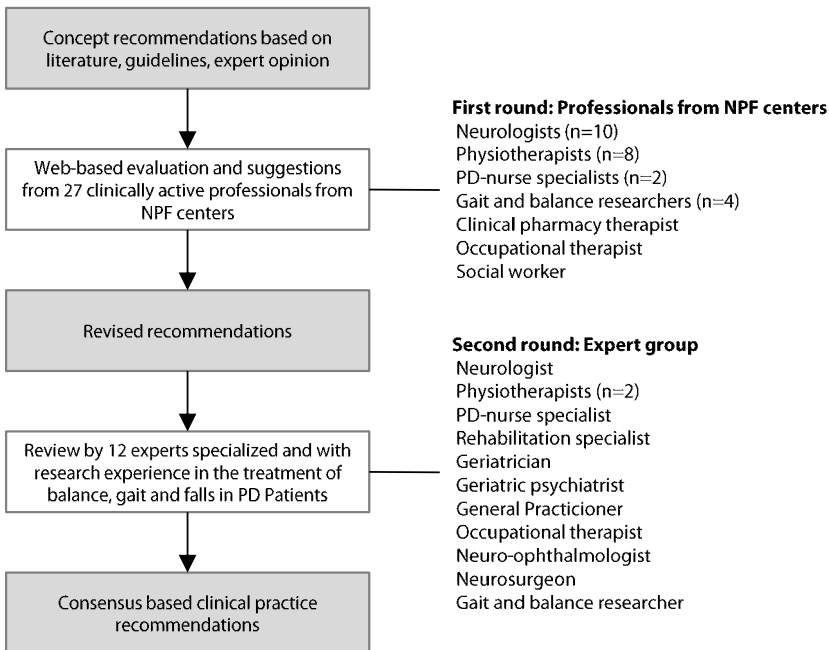 Concept recommendations based on
literature, guidelines, expert opinion
Web-based evaluation and suggestions
from 27 clinically active professionals from
NPF centers
First round: Professionals from NPF centers
Neurologists (n=10)
Physiotherapists (n=8)
PD-nurse specialists (n=2)
Gait and balance researchers (n=4)
Clinical pharmacy therapist
Occupational therapist
Social worker
Revised recommendations
Review by 12 experts specialized and with
research experience in the treatment of
balance, gait and falls in PD Patients
Second round: Expert group
Neurologist
Physiotherapists (n=2)
PD-nurse specialist
Rehabilitation specialist
Geriatrician
Geriatric psychiatrist
General Practicioner
Occupational therapist
Neuro-ophthalmologist
Neurosurgeon
Gait and balance researcher
Consensus based clinical practice
recommendations